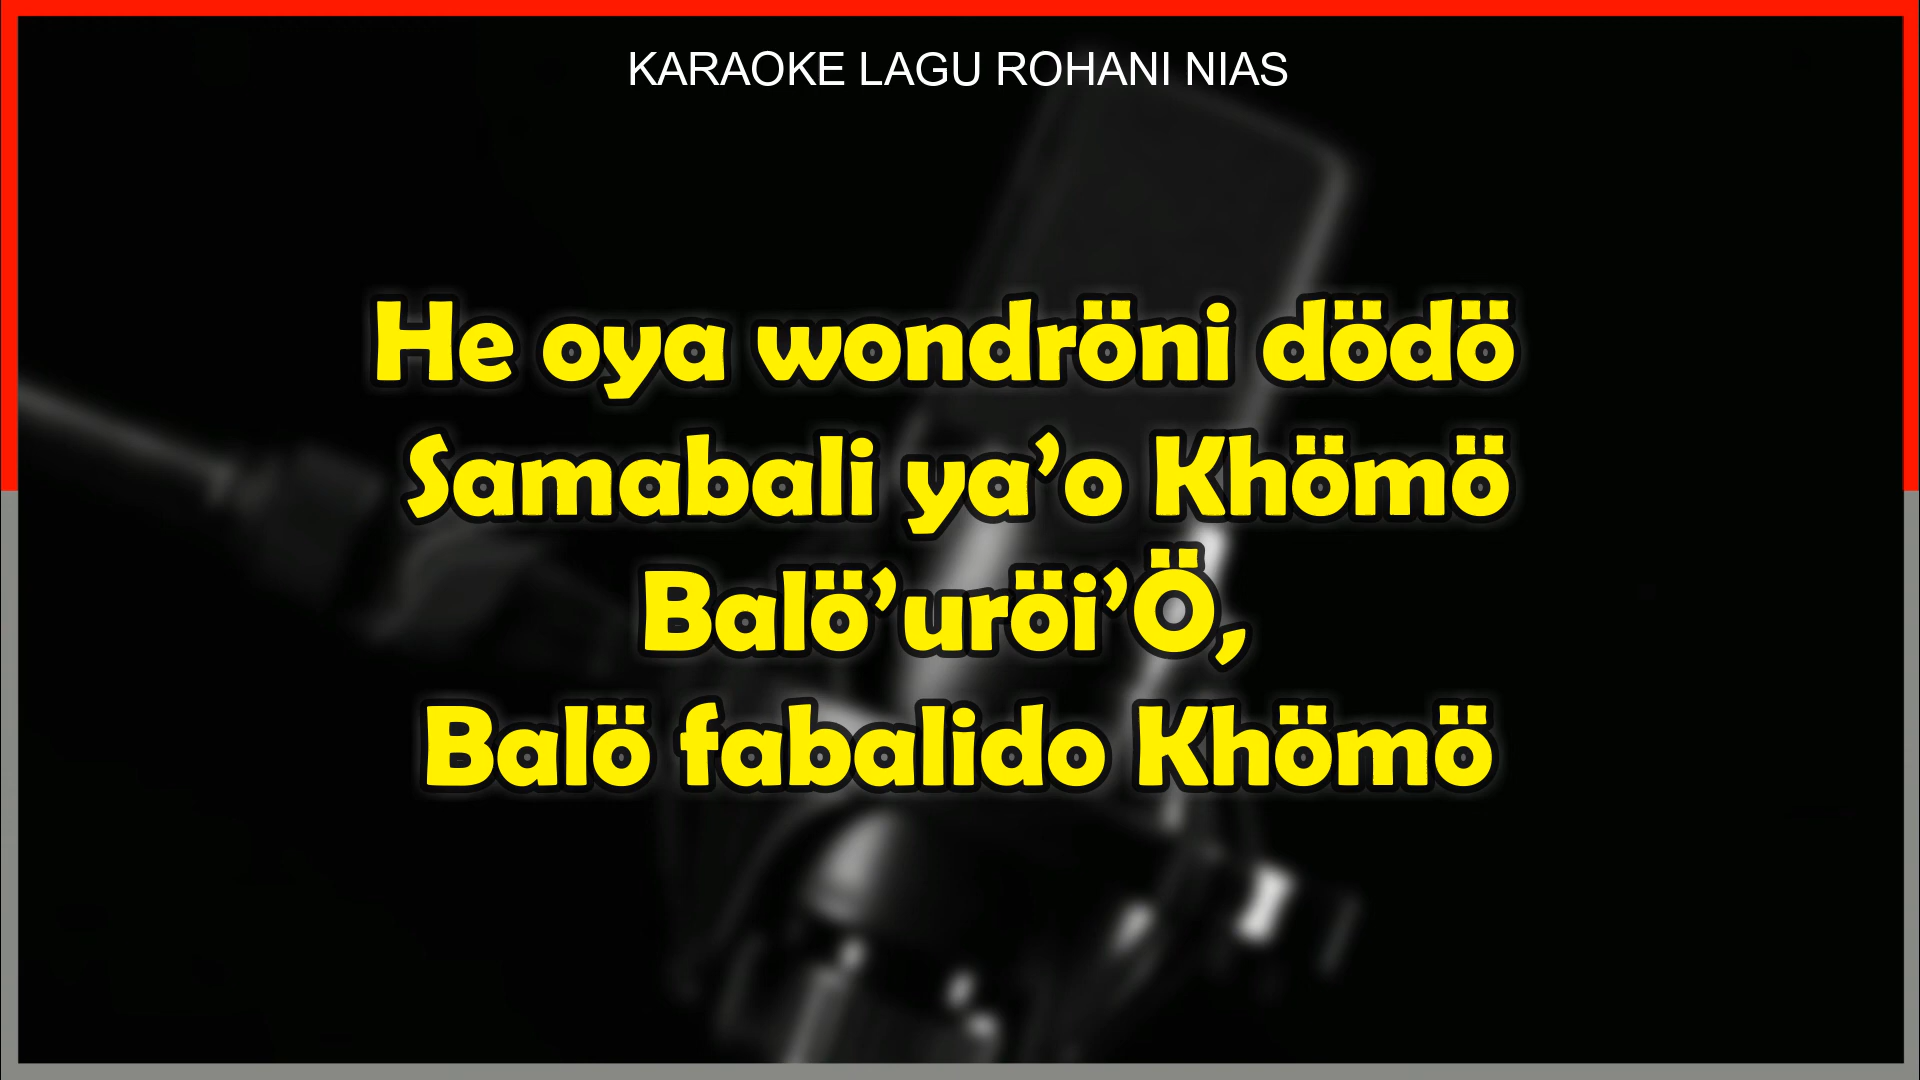 KARAOKE LAGU ROHANI NIAS
He oya wondröni dödö
Samabali ya’o Khömö
Balö’uröi’Ö,
Balö fabalido Khömö